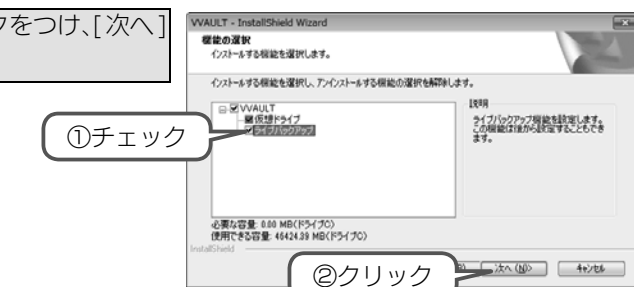 クをつけ、[次へ]
VVAULT - InstallShield Wizard
機能の選択
インストールする機能を選択します。
インストールする機能を選択し、アンインストールする機能の選択を解除します。
VVAULT
仮想ドライブ
ライブバックアップ
説明
ライブバックアップ機能を設定します。
この機能は後から設定することもでき
ます。
①チェック
必要な容量: 0.00 MB(ドライブC)
使用できる容量: 46424.39 MB(ドライブC)
InstallShield
次へ(N)>
キャンセル
②クリック